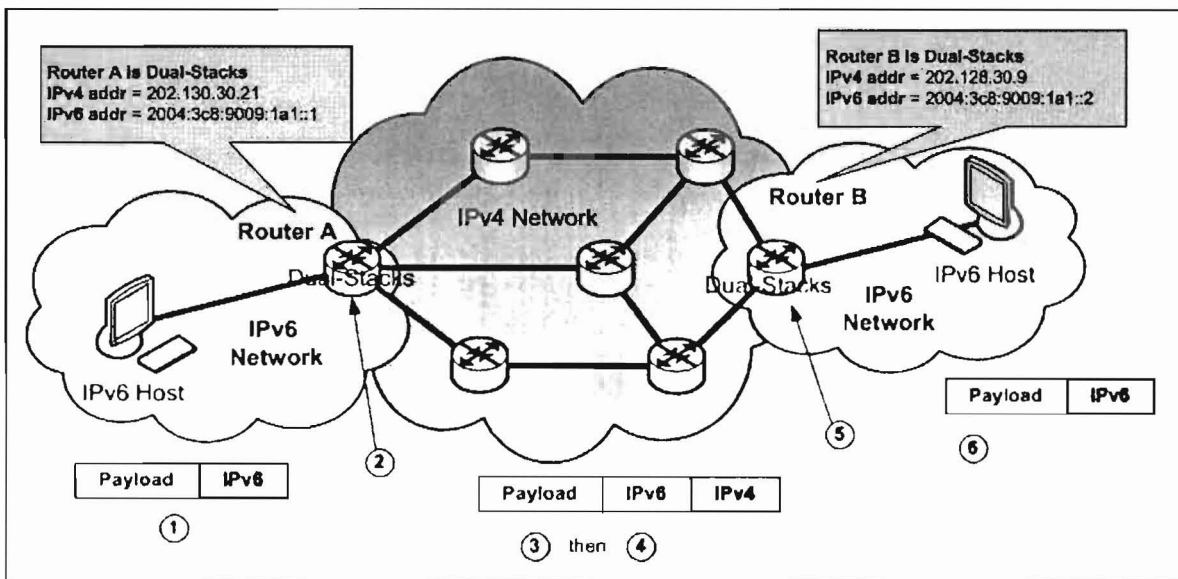 Router A is Dual-Stacks
IPv4 addr = 202.130.30.21
IPv6 addr = 2004:3c8:9009:1a1::1
Router B is Dual-Stacks
IPv4 addr = 202.128.30.9
IPv6 addr = 2004:3c8:9009:1a1::2
IPv4 Network
Router A
Dual-Stacks
Router B
Dual-Stacks
IPv6 Host
IPv6
Network
IPv6
Network
IPv6 Host
Payload IPv6
5
6
2
Payload IPv6
1
Payload IPv6 IPv4
3 then 4